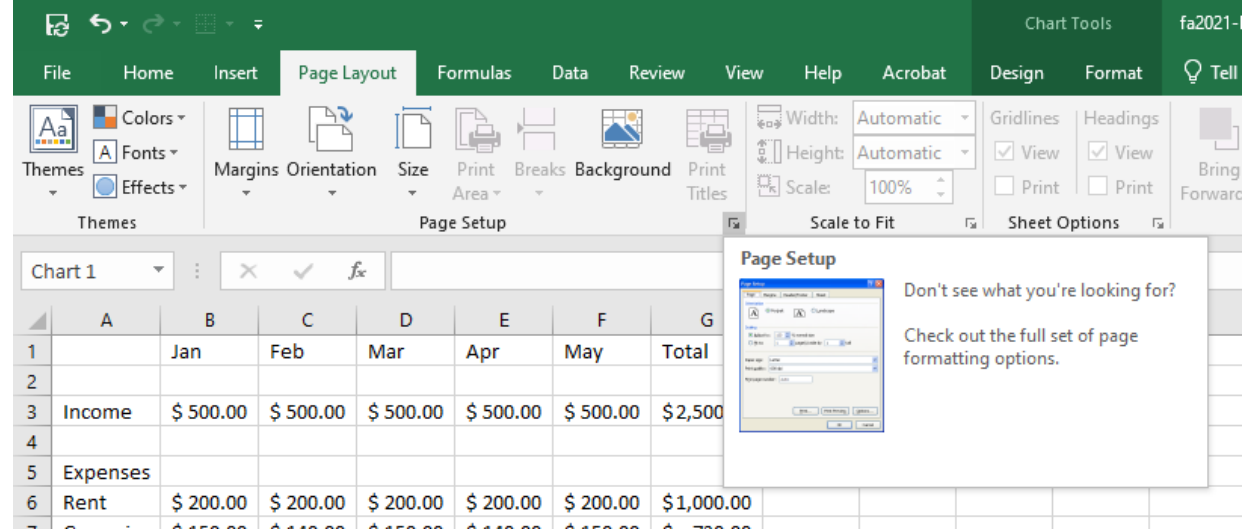 Chart Tools fa2021-
File Home Insert Page Layout Formulas Data Review View Help Acrobat Design Format Tell
Colors
Aa
Fonts
Themes
Effects
Margins Orientation Size Print Area Breaks Background Print Titles
Width: Automatic
Height: Automatic
Scale: 100%
Gridlines Headings
View View
Print Print
Bring
Forward
Themes Page Setup Scale to Fit Sheet Options
Chart 1 fx
Page Setup
Don't see what you're looking for?
Check out the full set of page
formatting options.
A B C D E F G
1 Jan Feb Mar Apr May Total
2
3 Income $ 500.00 $ 500.00 $ 500.00 $ 500.00 $ 500.00 $2,500
4
5 Expenses
6 Rent $ 200.00 $ 200.00 $ 200.00 $ 200.00 $ 200.00 $1,000.00